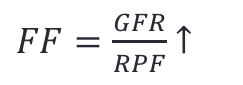 FF = GFR/RPF ↑